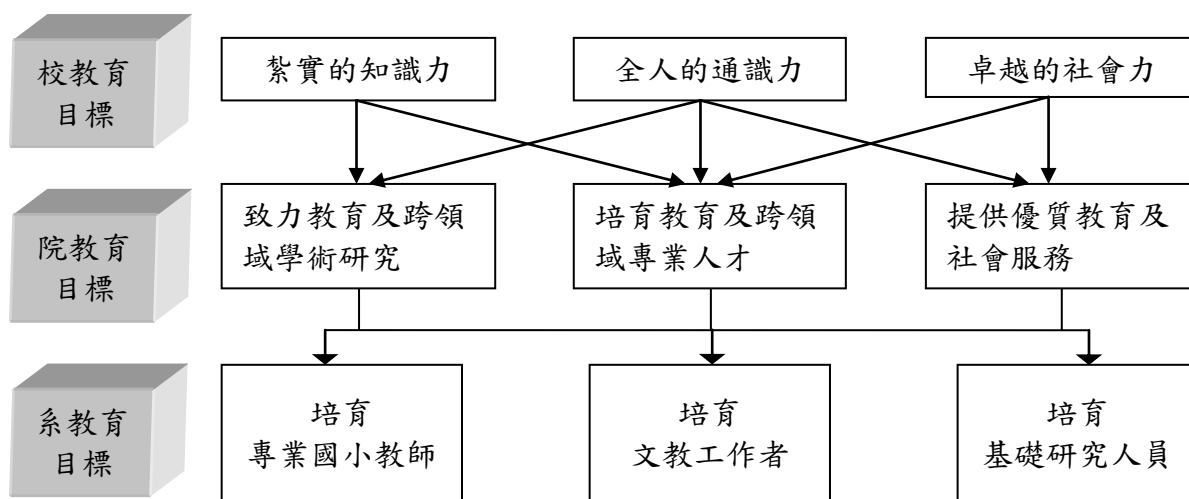 校教育
目標
紮實的知識力
全人的通識力
卓越的社會力
院教育
目標
致力教育及跨領
域學術研究
培育教育及跨領
域專業人才
提供優質教育及
社會服務
系教育
目標
培育
專業國小教師
培育
文教工作者
培育
基礎研究人員